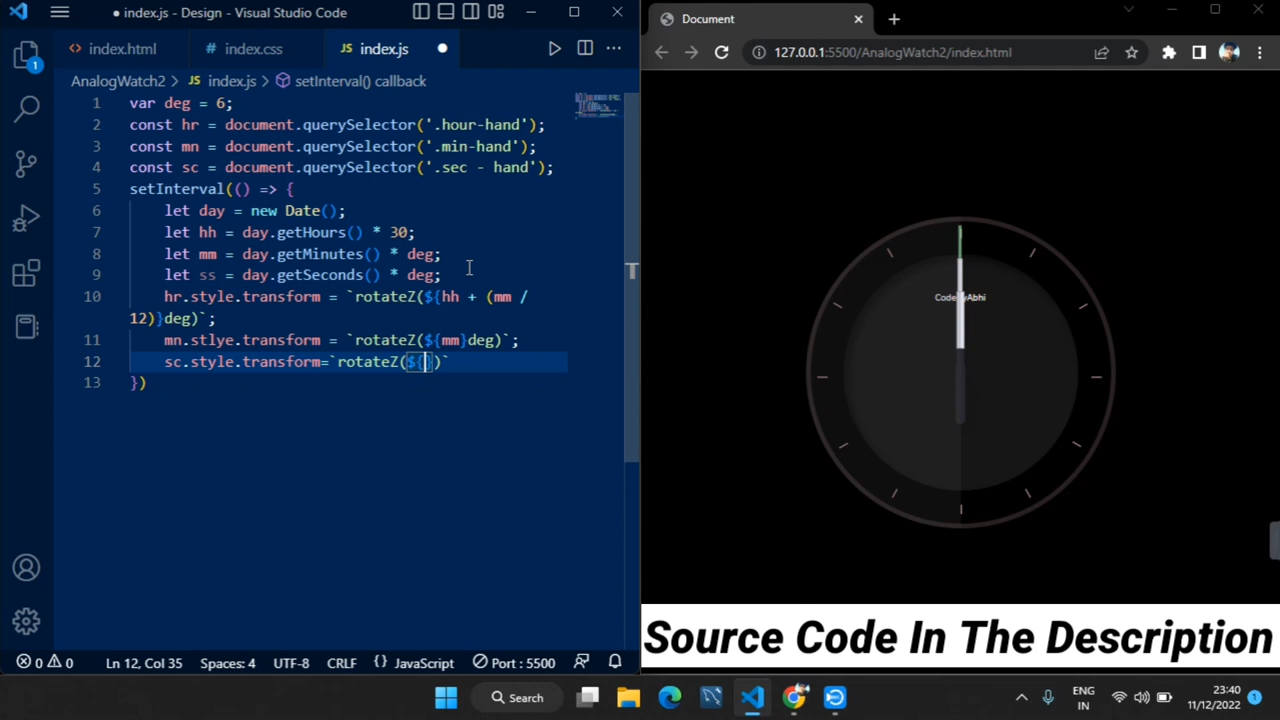 ● index.js - Design - Visual Studio Code
index.html
index.css
JS index.js
AnalogWatch2 > JS index.js > setInterval() callback
1 var deg = 6;
2 const hr = document.querySelector('.hour-hand');
3 const mn = document.querySelector('.min-hand');
4 const sc = document.querySelector('.sec - hand');
5 setInterval(() => {
6 let day = new Date();
7 let hh = day.getHours() * 30;
8 let mm = day.getMinutes() * deg;
9 let ss = day.getSeconds() * deg;
10 hr.style.transform = `rotateZ(${hh + (mm /
12)}deg)`;
11 mn.stlye.transform = `rotateZ(${mm}deg)`;
12 sc.style.transform=`rotateZ(${})`
13 })
1
0 0 Ln 12, Col 35 Spaces: 4 UTF-8 CRLF {} JavaScript Port : 5500
Document
127.0.0.1:5500/AnalogWatch2/index.html
Source Code In The Description
Search
ENG
IN
23:40
11/12/2022
1